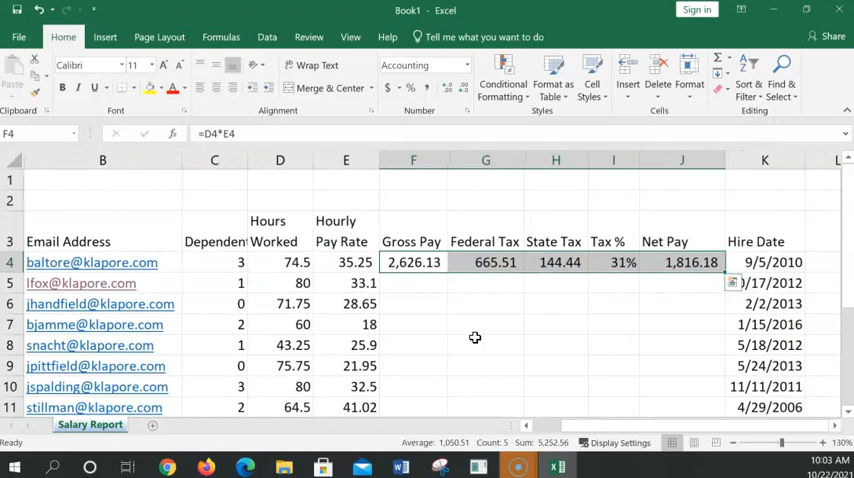 Book1 - Excel
Sign in
File Home Insert Page Layout Formulas Data Review View Help Tell me what you want to do Share
Calibri 11 A A Wrap Text Accounting
Paste B I U A Merge & Center $ % , Conditional Formatting Format as Table Cell Styles Insert Delete Format Sort & Filter Find & Select
Clipboard Font Alignment Number Styles Cells Editing
F4 fx =D4*E4
B C D E F G H I J K L
1
2
Hours Hourly
3 Email Address Dependent Worked Pay Rate Gross Pay Federal Tax State Tax Tax % Net Pay Hire Date
4 baltore@klapore.com 3 74.5 35.25 2,626.13 665.51 144.44 31% 1,816.18 9/5/2010
5 lfox@klapore.com 1 80 33.1 0/17/2012
6 jhandfield@klapore.com 0 71.75 28.65 2/2/2013
7 bjamme@klapore.com 2 60 18 1/15/2016
8 snacht@klapore.com 1 43.25 25.9 5/18/2012
9 jpittfield@klapore.com 0 75.75 21.95 5/24/2013
10 jspalding@klapore.com 3 80 32.5 11/11/2011
11 stillman@klapore.com 2 64.5 41.02 4/29/2006
Salary Report
Ready Average: 1,050.51 Count: 5 Sum: 5,252.56 Display Settings 130%
10:03 AM
10/22/2021